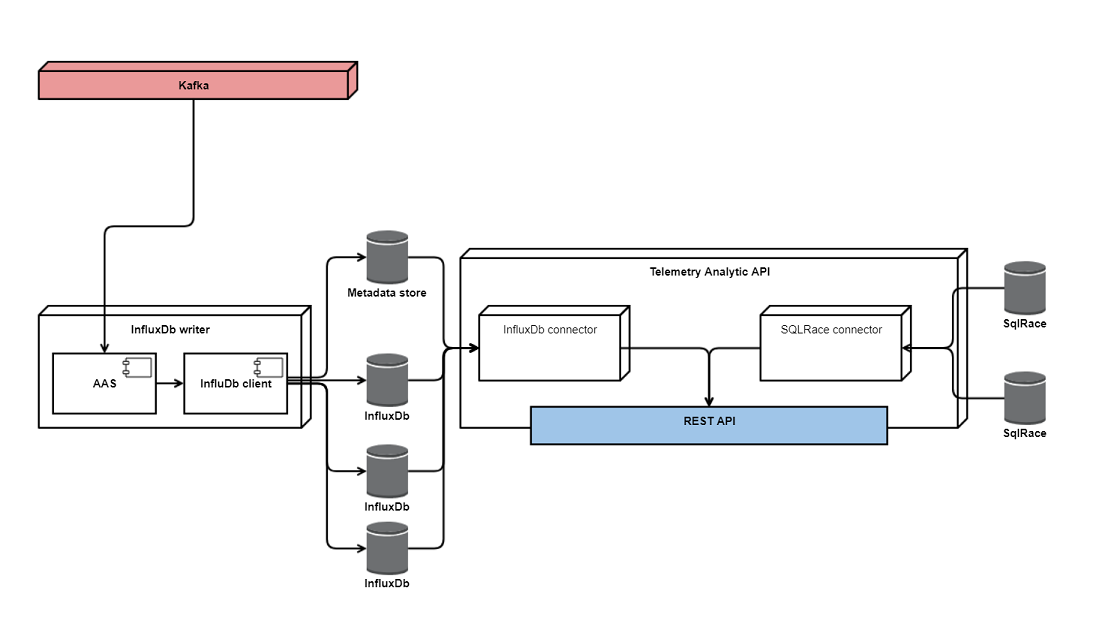 Kafka
Metadata store
Telemetry Analytic API
InfluxDb writer
InfluxDb connector
SQLRace connector
SqlRace
AAS
InfluDb client
InfluxDb
REST API
SqlRace
InfluxDb
InfluxDb